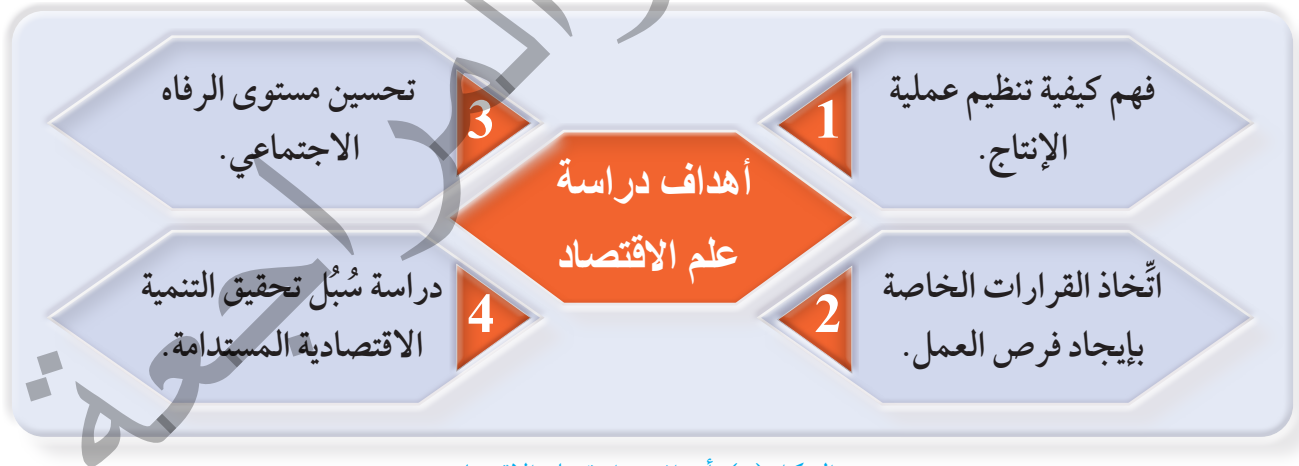 أهداف دراسة
علم الاقتصاد
1
فهم كيفية تنظيم عملية
الإنتاج.
2
اتِّخاذ القرارات الخاصة
بإيجاد فرص العمل.
3
تحسين مستوى الرفاه
الاجتماعي.
4
دراسة سُبُل تحقيق التنمية
الاقتصادية المستدامة.